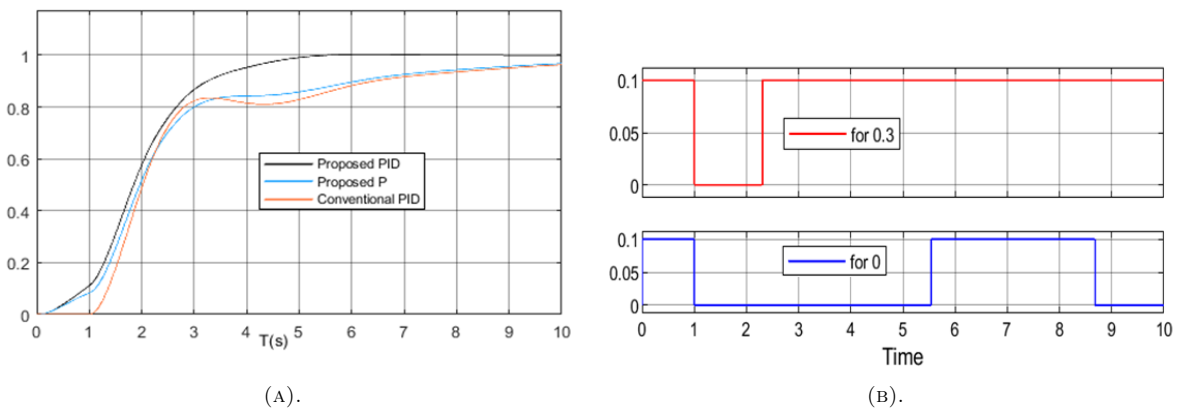 1
0.8
0.6
0.4
0.2
0
0 1 2 3 4 5 6 7 8 9 10
T(s)
Proposed PID
Proposed P
Conventional PID
(A).
0.1
0.05
0
for 0.3
0.1
0.05
0
for 0
0 1 2 3 4 5 6 7 8 9 10
Time
(B).